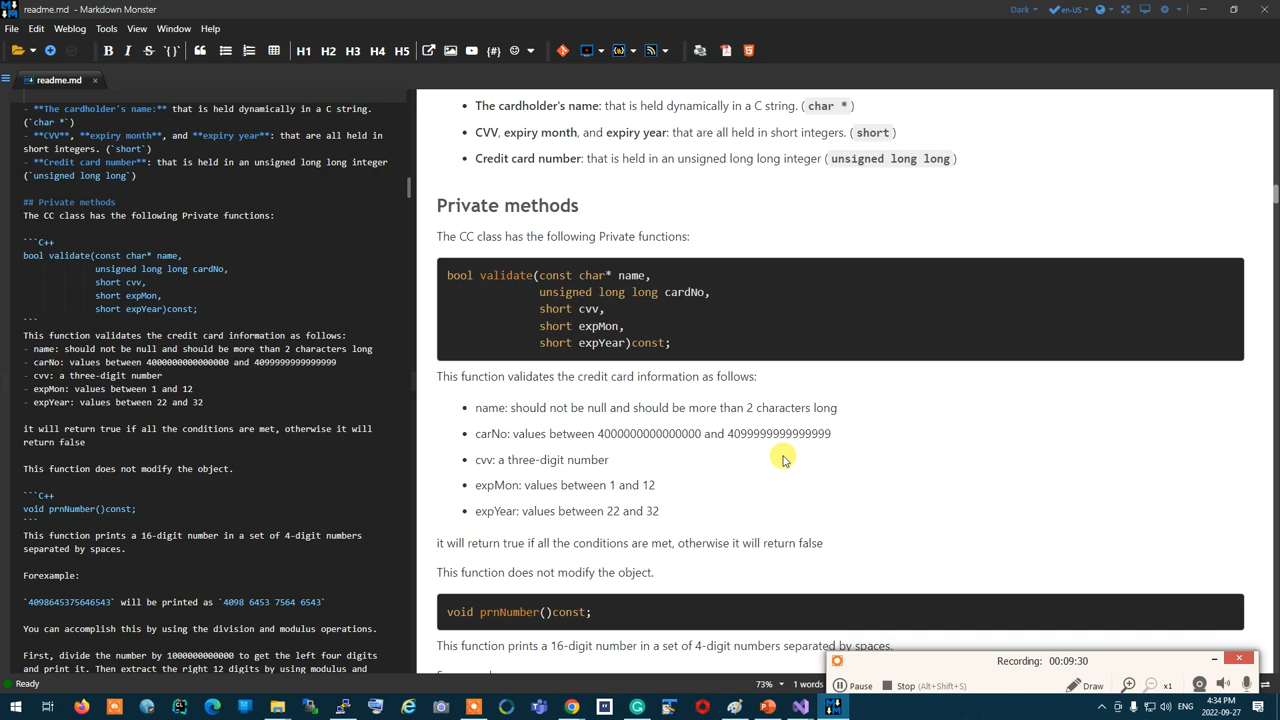 readme.md - Markdown Monster
Dark
en-US
File Edit Weblog Tools View Window Help
B I S H1 H2 H3 H4 H5
readme.md
- **The cardholder's name:** that is held dynamically in a C string.
(`char *`)
- **CVV**, **expiry month**, and **expiry year**: that are all held in
short integers. (`short`)
- **Credit card number**: that is held in an unsigned long long integer
(`unsigned long long`)
## Private methods
The CC class has the following Private functions:
```C++
bool validate(const char* name,
unsigned long long cardNo,
short cvv,
short expMon,
short expYear)const;
```
This function validates the credit card information as follows:
- name: should not be null and should be more than 2 characters long
- carNo: values between 4000000000000000 and 4099999999999999
- cvv: a three-digit number
- expMon: values between 1 and 12
- expYear: values between 22 and 32
it will return true if all the conditions are met, otherwise it will
return false
This function does not modify the object.
```C++
void prnNumber()const;
```
This function prints a 16-digit number in a set of 4-digit numbers
separated by spaces.
Forexample:
`4098645375646543` will be printed as `4098 6453 7564 6543`
You can accomplish this by using the division and modulus operations.
First, divide the number by 1000000000000 to get the left four digits
and print it. Then extract the right 12 digits by using modulus and
The cardholder's name: that is held dynamically in a C string. ( char * )
CVV, expiry month, and expiry year: that are all held in short integers. ( short )
Credit card number: that is held in an unsigned long long integer ( unsigned long long )
Private methods
The CC class has the following Private functions:
bool validate(const char* name,
unsigned long long cardNo,
short cvv,
short expMon,
short expYear)const;
This function validates the credit card information as follows:
name: should not be null and should be more than 2 characters long
carNo: values between 4000000000000000 and 4099999999999999
cvv: a three-digit number
expMon: values between 1 and 12
expYear: values between 22 and 32
it will return true if all the conditions are met, otherwise it will return false
This function does not modify the object.
void prnNumber()const;
This function prints a 16-digit number in a set of 4-digit numbers separated by spaces.
Recording: 00:09:30
Pause Stop (Alt+Shift+S) Draw x1
Ready 73% 1 words
ENG 4:34 PM
2022-09-27